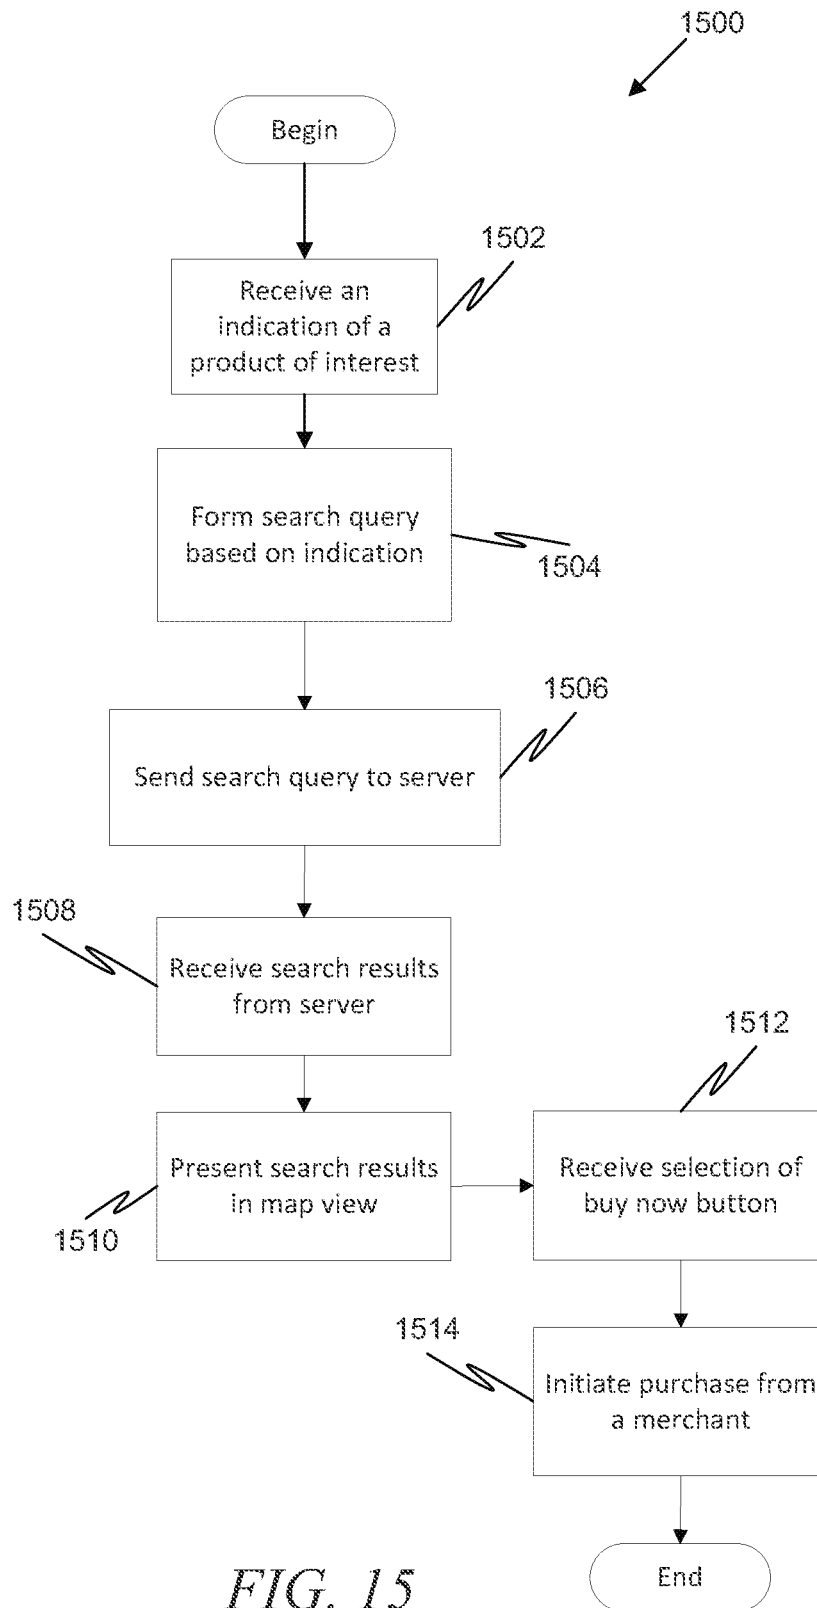 1500
Begin
1502
Receive an
indication of a
product of interest
Form search query
based on indication
1504
1506
Send search query to server
1508
Receive search results
from server
1512
Present search results
in map view
Receive selection of
buy now button
1510
1514
Initiate purchase from
a merchant
End
FIG. 15